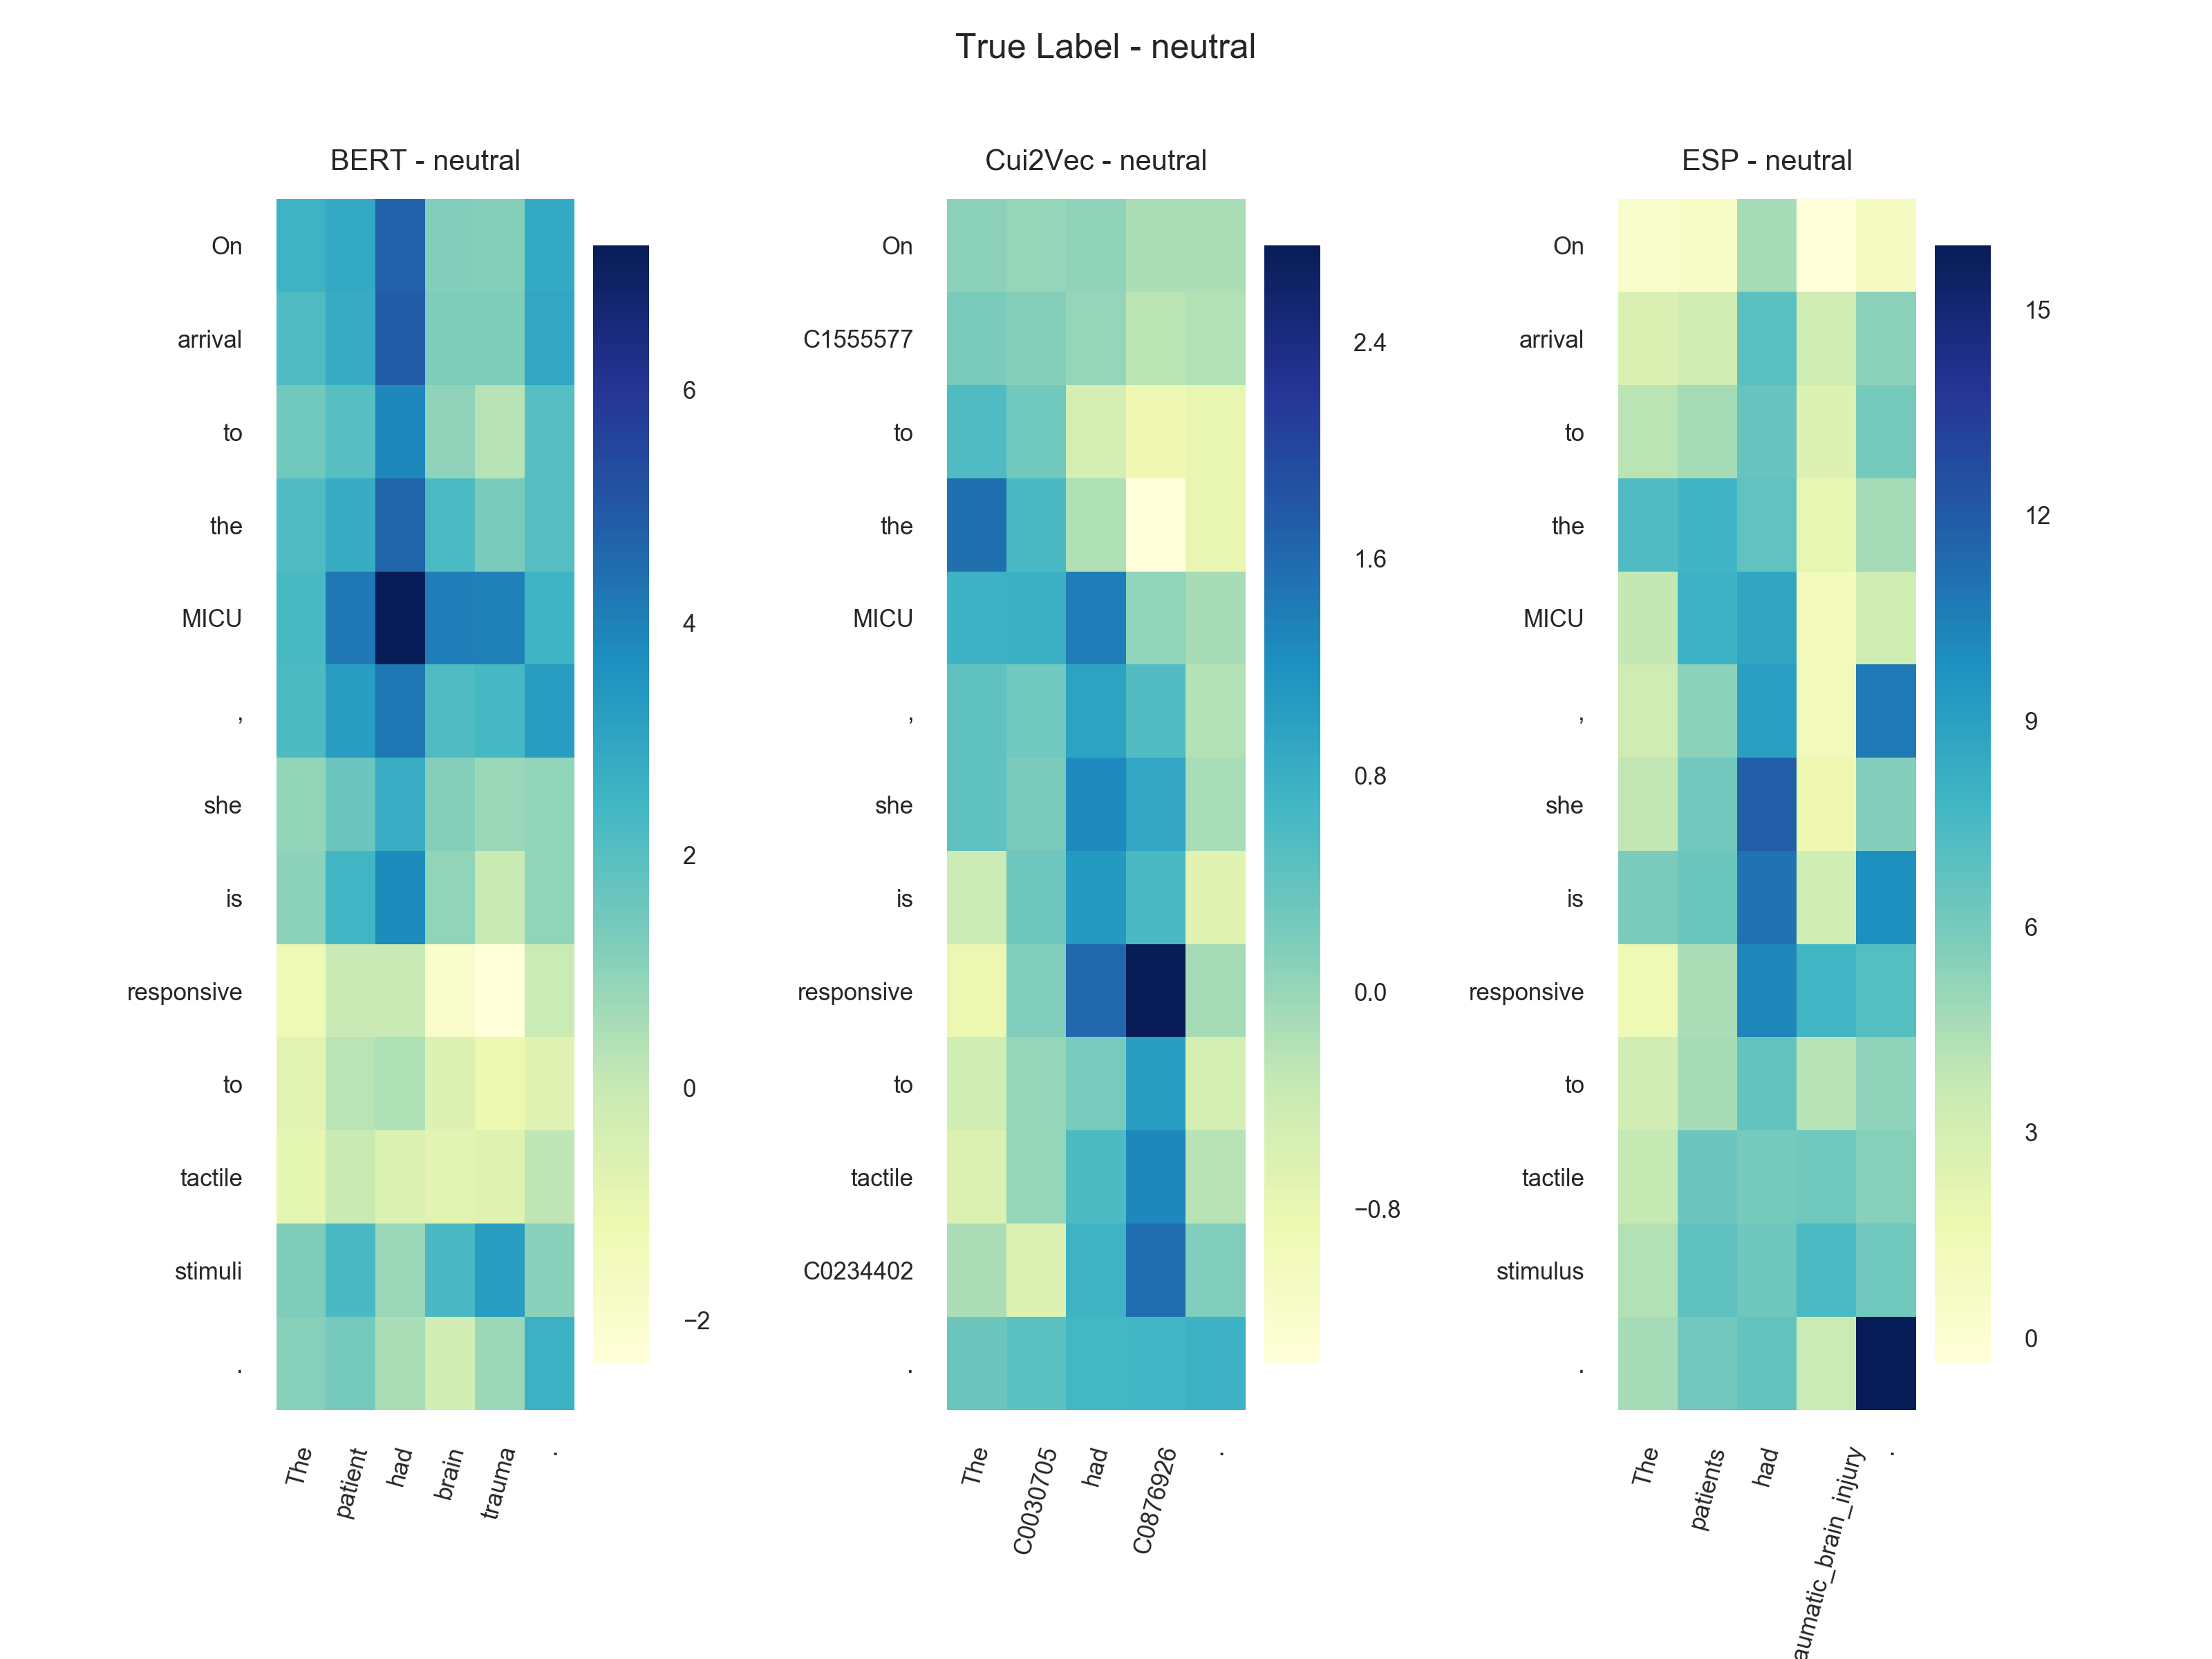 True Label - neutral
BERT - neutral
On
arrival
to
the
MICU
,
she
is
responsive
to
tactile
stimuli
.
The
patient
had
brain
trauma
.
6
4
2
0
−2
Cui2Vec - neutral
On
C1555577
to
the
MICU
,
she
is
responsive
to
tactile
C0234402
.
The
C0030705
had
C0876926
.
2.4
1.6
0.8
0.0
−0.8
ESP - neutral
On
arrival
to
the
MICU
,
she
is
responsive
to
tactile
stimulus
.
The
patients
had
aumatic_brain_injury
.
15
12
9
6
3
0